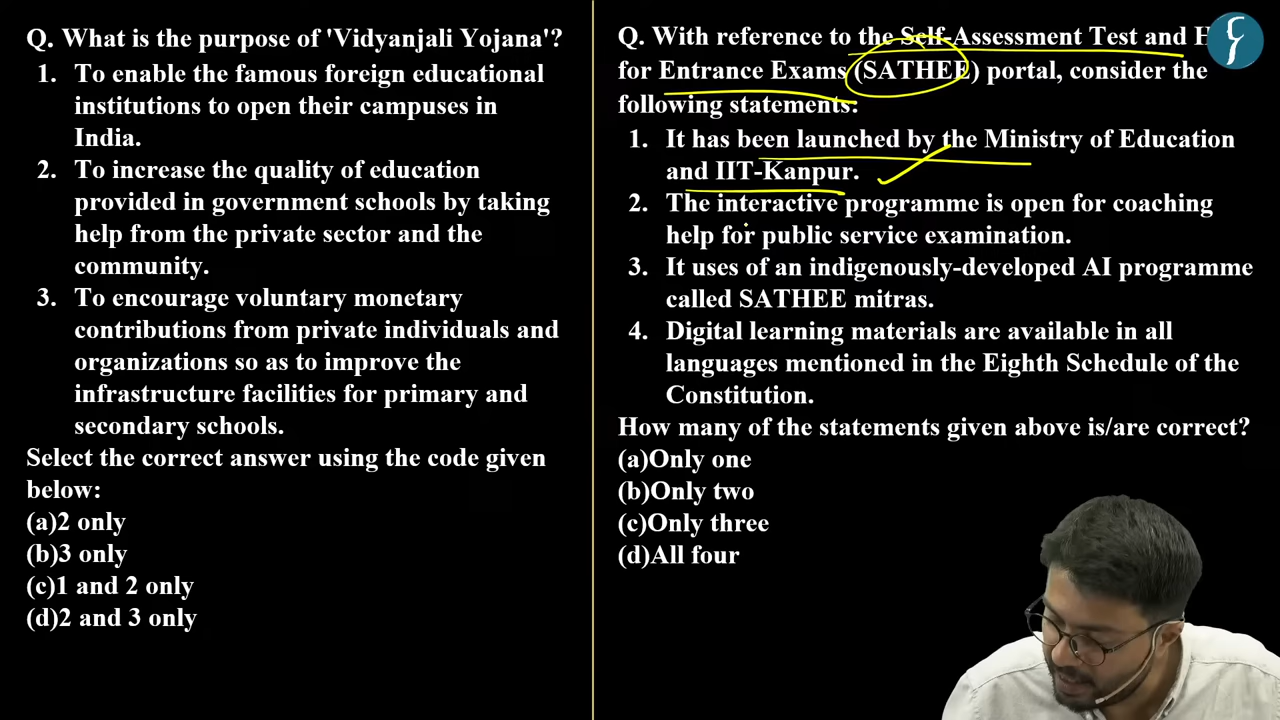 Q. What is the purpose of 'Vidyanjali Yojana'?
1. To enable the famous foreign educational
institutions to open their campuses in
India.
2. To increase the quality of education
provided in government schools by taking
help from the private sector and the
community.
3. To encourage voluntary monetary
contributions from private individuals and
organizations so as to improve the
infrastructure facilities for primary and
secondary schools.
Select the correct answer using the code given
below:
(a)2 only
(b)3 only
(c)1 and 2 only
(d)2 and 3 only
Q. With reference to the Self-Assessment Test and
for Entrance Exams (SATHEE) portal, consider the
following statements:
1. It has been launched by the Ministry of Education
and IIT-Kanpur.
2. The interactive programme is open for coaching
help for public service examination.
3. It uses of an indigenously-developed AI programme
called SATHEE mitras.
4. Digital learning materials are available in all
languages mentioned in the Eighth Schedule of the
Constitution.
How many of the statements given above is/are correct?
(a)Only one
(b)Only two
(c)Only three
(d)All four